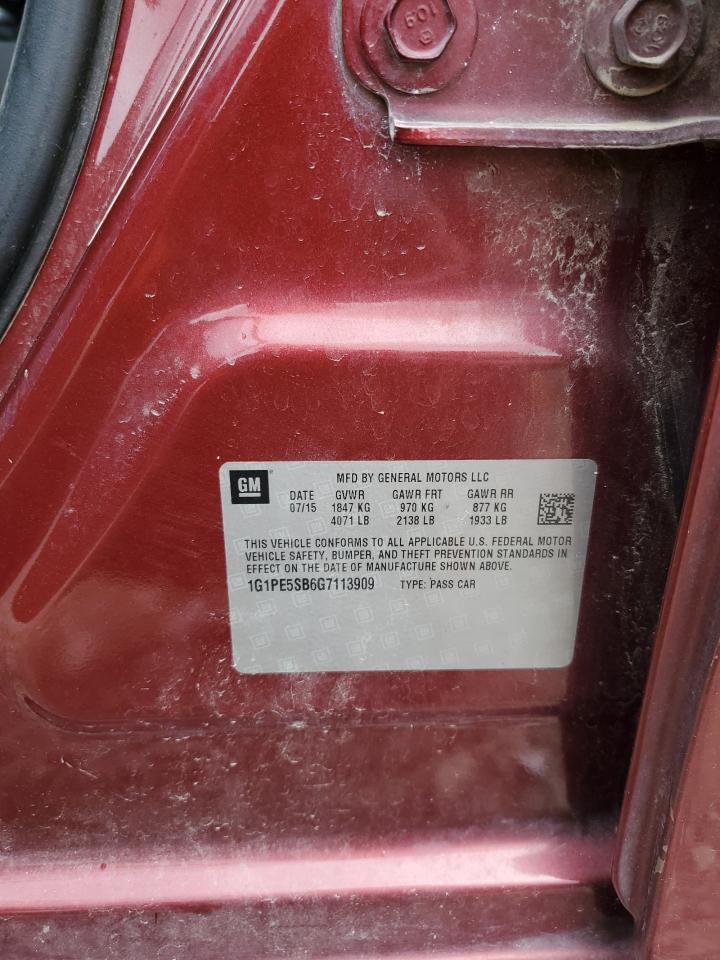 GM
MFD BY GENERAL MOTORS LLC
DATE GVWR GAWR FRT GAWR RR
07/15 1847 KG 970 KG 877 KG
4071 LB 2138 LB 1933 LB
THIS VEHICLE CONFORMS TO ALL APPLICABLE U.S. FEDERAL MOTOR
VEHICLE SAFETY, BUMPER, AND THEFT PREVENTION STANDARDS IN
EFFECT ON THE DATE OF MANUFACTURE SHOWN ABOVE.
1G1PE5SB6G7113909 TYPE: PASS CAR